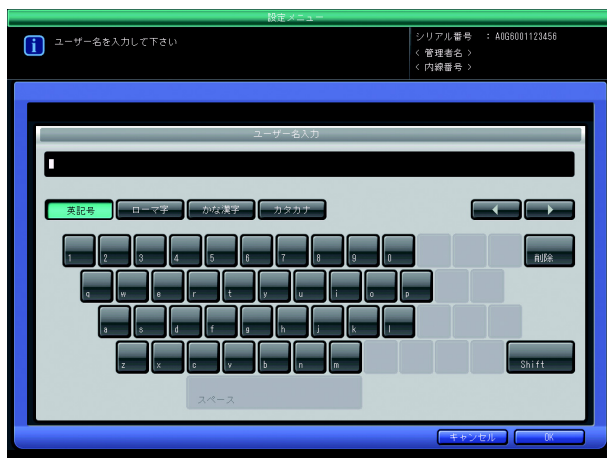 設定メニュー
ユーザー名を入力して下さい
シリアル番号 : A0G6001123456
< 管理者名 >
< 内線番号 >
ユーザー名入力
英記号 ローマ字 かな漢字 カタカナ
1 2 3 4 5 6 7 8 9 0 削除
q w e r t y u i o p
a s d f g h j k l
z x c v b n m Shift
スペース
キャンセル OK